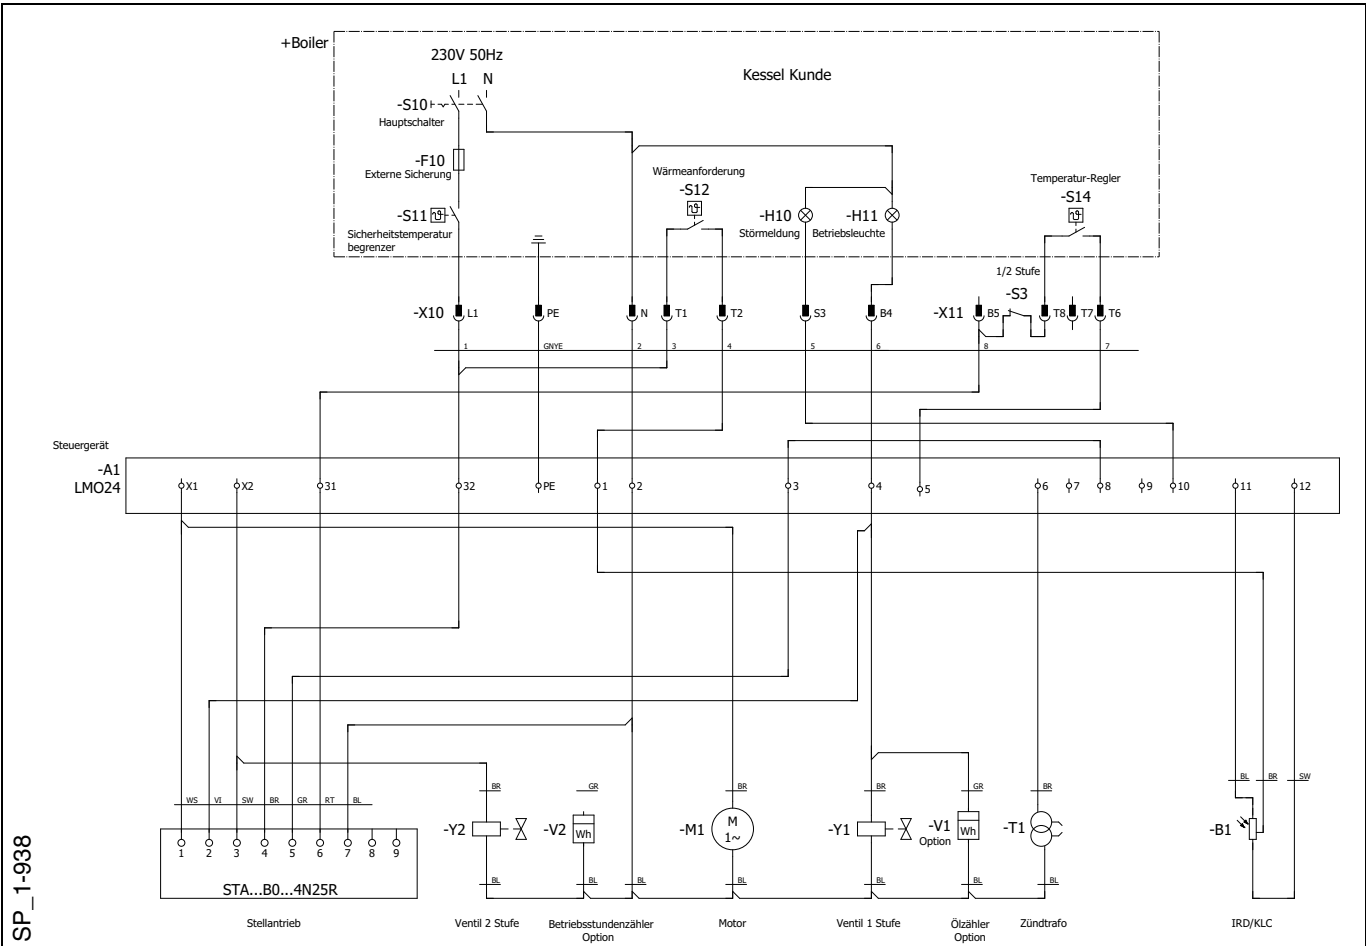 +Boiler
230V 50Hz
L1 N
Kessel Kunde
-S10
Hauptschalter
-F10
Externe Sicherung
Wärmeanforderung
-S12
Temperatur-Regler
-S14
-S11
Sicherheitstemperatur
begrenzer
-H10
Störmeldung
-H11
Betriebsleuchte
1/2 Stufe
-S3
-X10 L1 PE N T1 T2 S3 B4 -X11 B5 T8 T7 T6
1 GNYE 2 3 4 5 6 8 7
Steuergerät
-A1
LMO24
X1 X2 31 32 PE 1 2 3 4 5 6 7 8 9 10 11 12
BL BR SW
BR GR BR BR GR BR
WS VI SW BR GR RT BL
-Y2 -V2 Wh -M1 M 1~ -Y1 -V1 Option Wh -T1 -B1
1 2 3 4 5 6 7 8 9
STA...B0...4N25R
BL BL BL BL BL BL BL
Stellantrieb
Ventil 2 Stufe
Betriebsstundenzähler
Option
Motor
Ventil 1 Stufe
Ölzähler
Option
Zündtrafo
IRD/KLC
SP_1-938